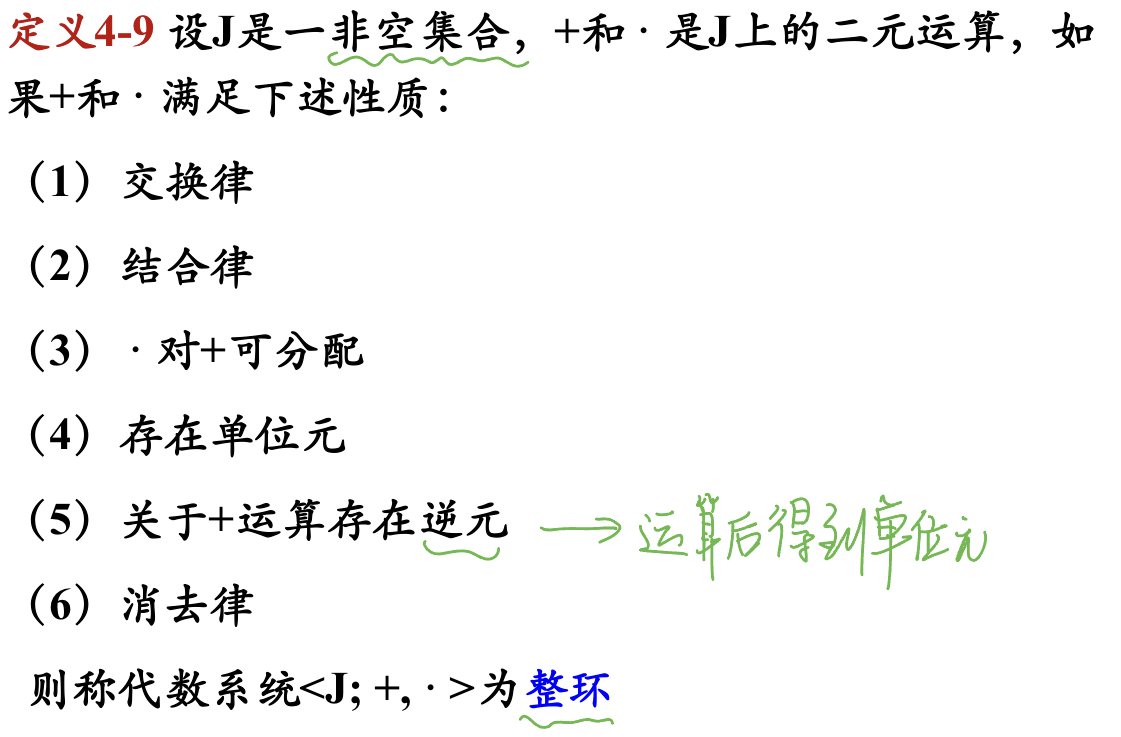 定义4-9 设J是一非空集合，+和 · 是J上的二元运算，如
果+和 · 满足下述性质：
（1）交换律
（2）结合律
（3） · 对+可分配
（4）存在单位元
（5）关于+运算存在逆元 → 运算后得到单位元
（6）消去律
则称代数系统<J; +, · >为整环